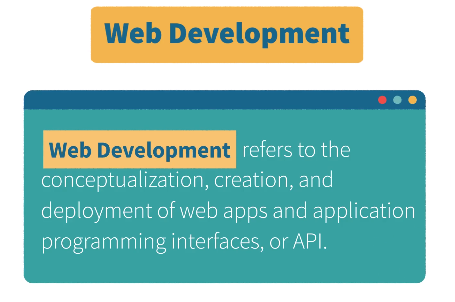 Web Development
Web Development refers to the
conceptualization, creation, and
deployment of web apps and application
programming interfaces, or API.